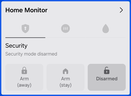 Home Monitor
Security
Security mode disarmed
Arm
(away)
Arm
(stay)
Disarmed